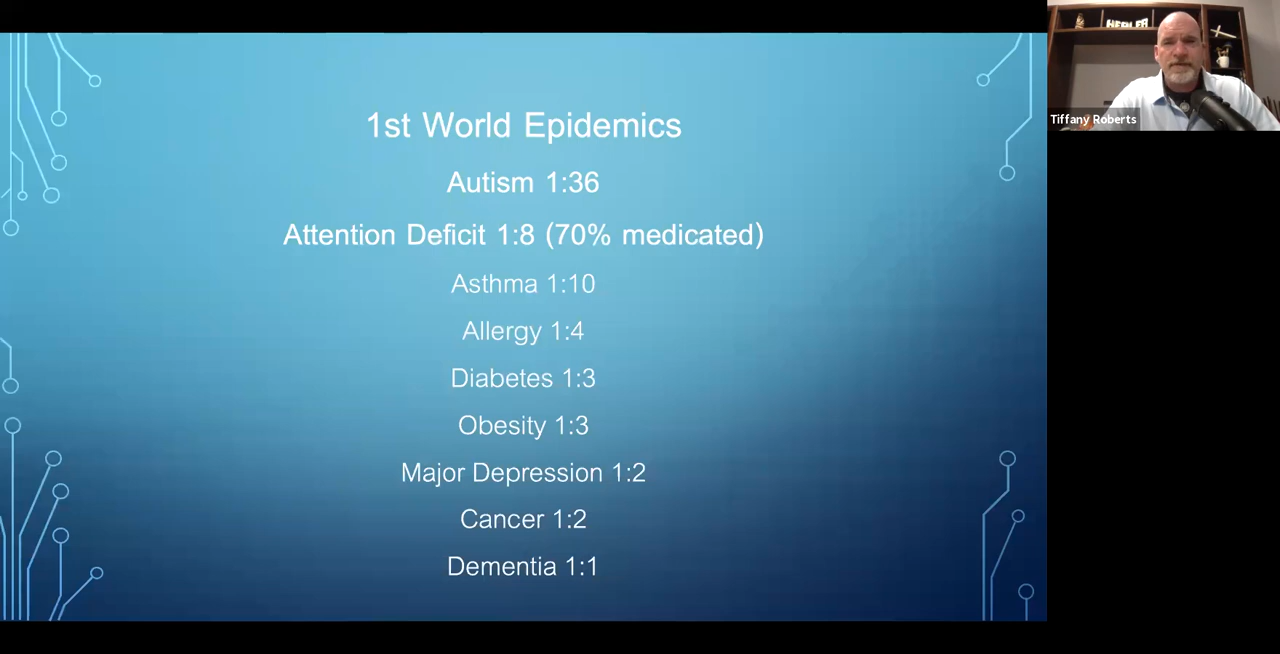 1st World Epidemics
Autism 1:36
Attention Deficit 1:8 (70% medicated)
Asthma 1:10
Allergy 1:4
Diabetes 1:3
Obesity 1:3
Major Depression 1:2
Cancer 1:2
Dementia 1:1
HEALER
Tiffany Roberts